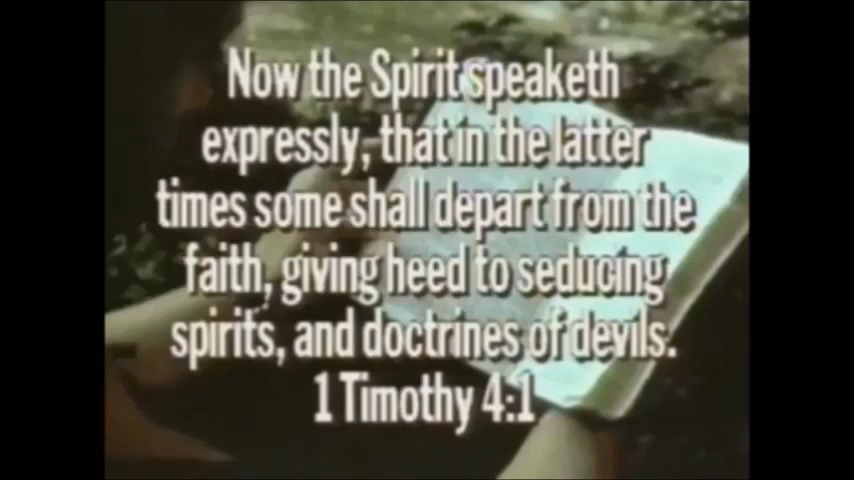 Now the Spirit speaketh
expressly, that in the latter
times some shall depart from the
faith, giving heed to seducing
spirits, and doctrines of devils.
1 Timothy 4:1